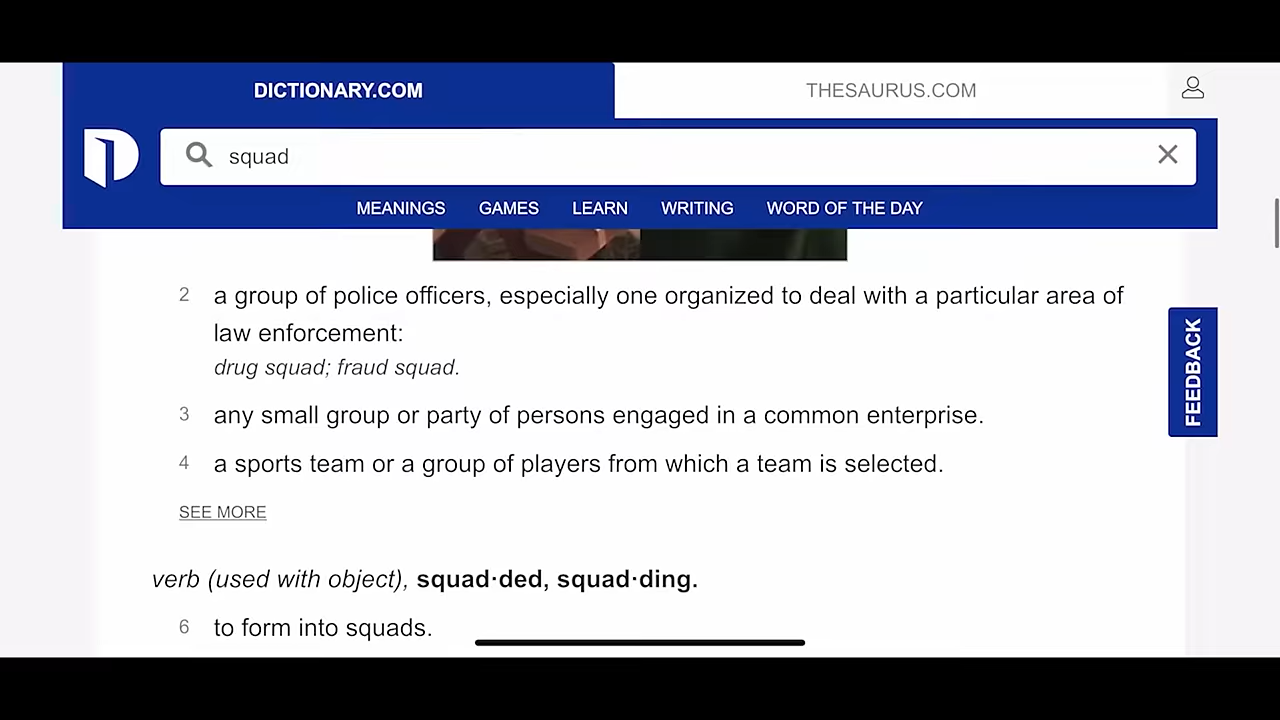 DICTIONARY.COM
THESAURUS.COM
squad
MEANINGS GAMES LEARN WRITING WORD OF THE DAY
2 a group of police officers, especially one organized to deal with a particular area of
law enforcement:
drug squad; fraud squad.
3 any small group or party of persons engaged in a common enterprise.
4 a sports team or a group of players from which a team is selected.
SEE MORE
verb (used with object), squad·ded, squad·ding.
6 to form into squads.
FEEDBACK